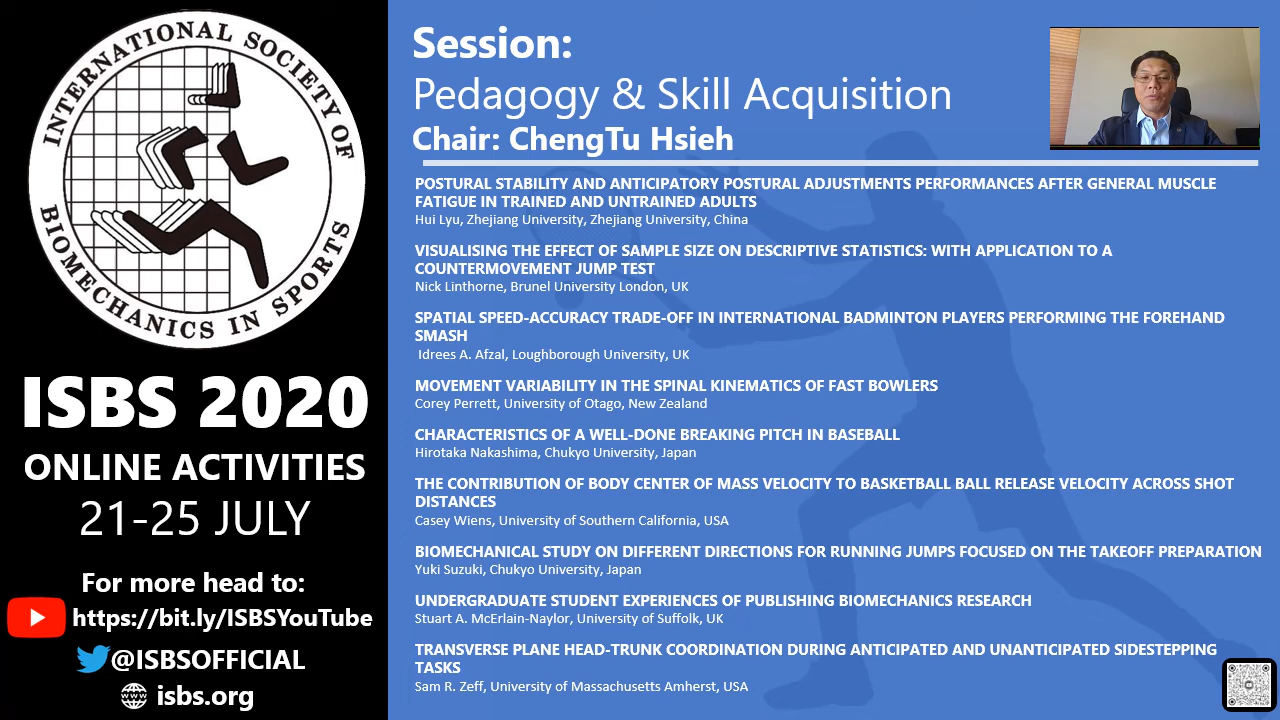 INTERNATIONAL SOCIETY OF
BIOMECHANICS IN SPORTS
ISBS 2020
ONLINE ACTIVITIES
21-25 JULY
For more head to:
https://bit.ly/ISBSYouTube
@ISBSOFFICIAL
isbs.org
Session:
Pedagogy & Skill Acquisition
Chair: ChengTu Hsieh
POSTURAL STABILITY AND ANTICIPATORY POSTURAL ADJUSTMENTS PERFORMANCES AFTER GENERAL MUSCLE
FATIGUE IN TRAINED AND UNTRAINED ADULTS
Hui Lyu, Zhejiang University, Zhejiang University, China
VISUALISING THE EFFECT OF SAMPLE SIZE ON DESCRIPTIVE STATISTICS: WITH APPLICATION TO A
COUNTERMOVEMENT JUMP TEST
Nick Linthorne, Brunel University London, UK
SPATIAL SPEED-ACCURACY TRADE-OFF IN INTERNATIONAL BADMINTON PLAYERS PERFORMING THE FOREHAND
SMASH
Idrees A. Afzal, Loughborough University, UK
MOVEMENT VARIABILITY IN THE SPINAL KINEMATICS OF FAST BOWLERS
Corey Perrett, University of Otago, New Zealand
CHARACTERISTICS OF A WELL-DONE BREAKING PITCH IN BASEBALL
Hirotaka Nakashima, Chukyo University, Japan
THE CONTRIBUTION OF BODY CENTER OF MASS VELOCITY TO BASKETBALL BALL RELEASE VELOCITY ACROSS SHOT
DISTANCES
Casey Wiens, University of Southern California, USA
BIOMECHANICAL STUDY ON DIFFERENT DIRECTIONS FOR RUNNING JUMPS FOCUSED ON THE TAKEOFF PREPARATION
Yuki Suzuki, Chukyo University, Japan
UNDERGRADUATE STUDENT EXPERIENCES OF PUBLISHING BIOMECHANICS RESEARCH
Stuart A. McErlain-Naylor, University of Suffolk, UK
TRANSVERSE PLANE HEAD-TRUNK COORDINATION DURING ANTICIPATED AND UNANTICIPATED SIDESTEPPING
TASKS
Sam R. Zeff, University of Massachusetts Amherst, USA